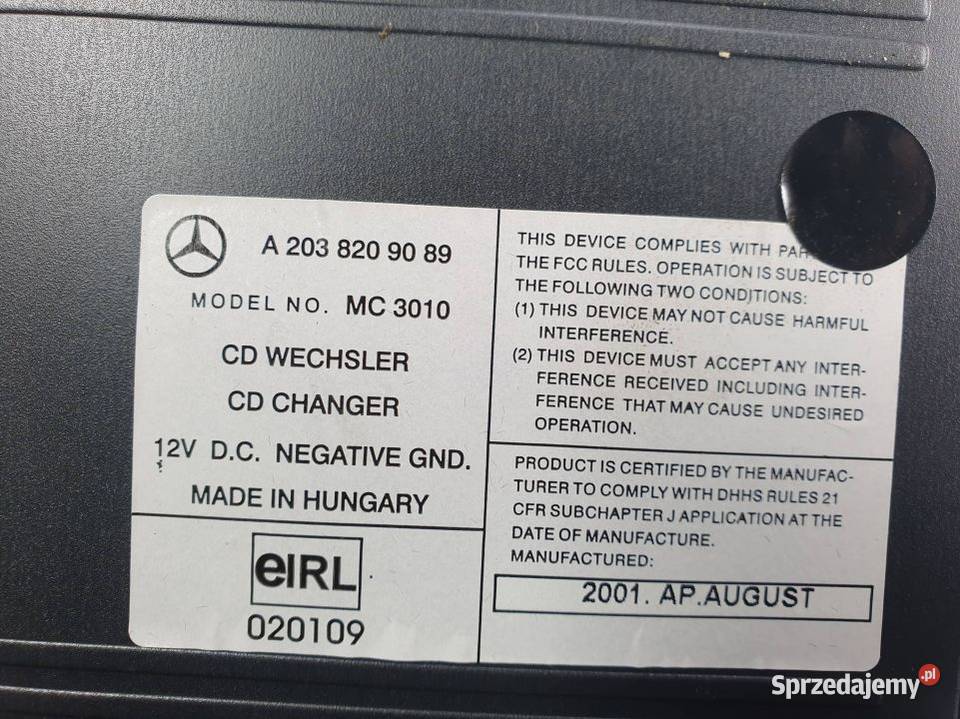 A 203 820 90 89
MODEL NO. MC 3010
CD WECHSLER
CD CHANGER
12V D.C. NEGATIVE GND.
MADE IN HUNGARY
eIRL
020109
THIS DEVICE COMPLIES WITH
THE FCC RULES. OPERATION IS SUBJECT TO
THE FOLLOWING TWO CONDITIONS:
(1) THIS DEVICE MAY NOT CAUSE HARMFUL
INTERFERENCE.
(2) THIS DEVICE MUST ACCEPT ANY INTER-
FERENCE RECEIVED INCLUDING INTER-
FERENCE THAT MAY CAUSE UNDESIRED
OPERATION.
PRODUCT IS CERTIFIED BY THE MANUFAC-
TURER TO COMPLY WITH DHHS RULES 21
CFR SUBCHAPTER J APPLICATION AT THE
DATE OF MANUFACTURE.
MANUFACTURED:
2001. AP.AUGUST
Sprzedajemy.pl